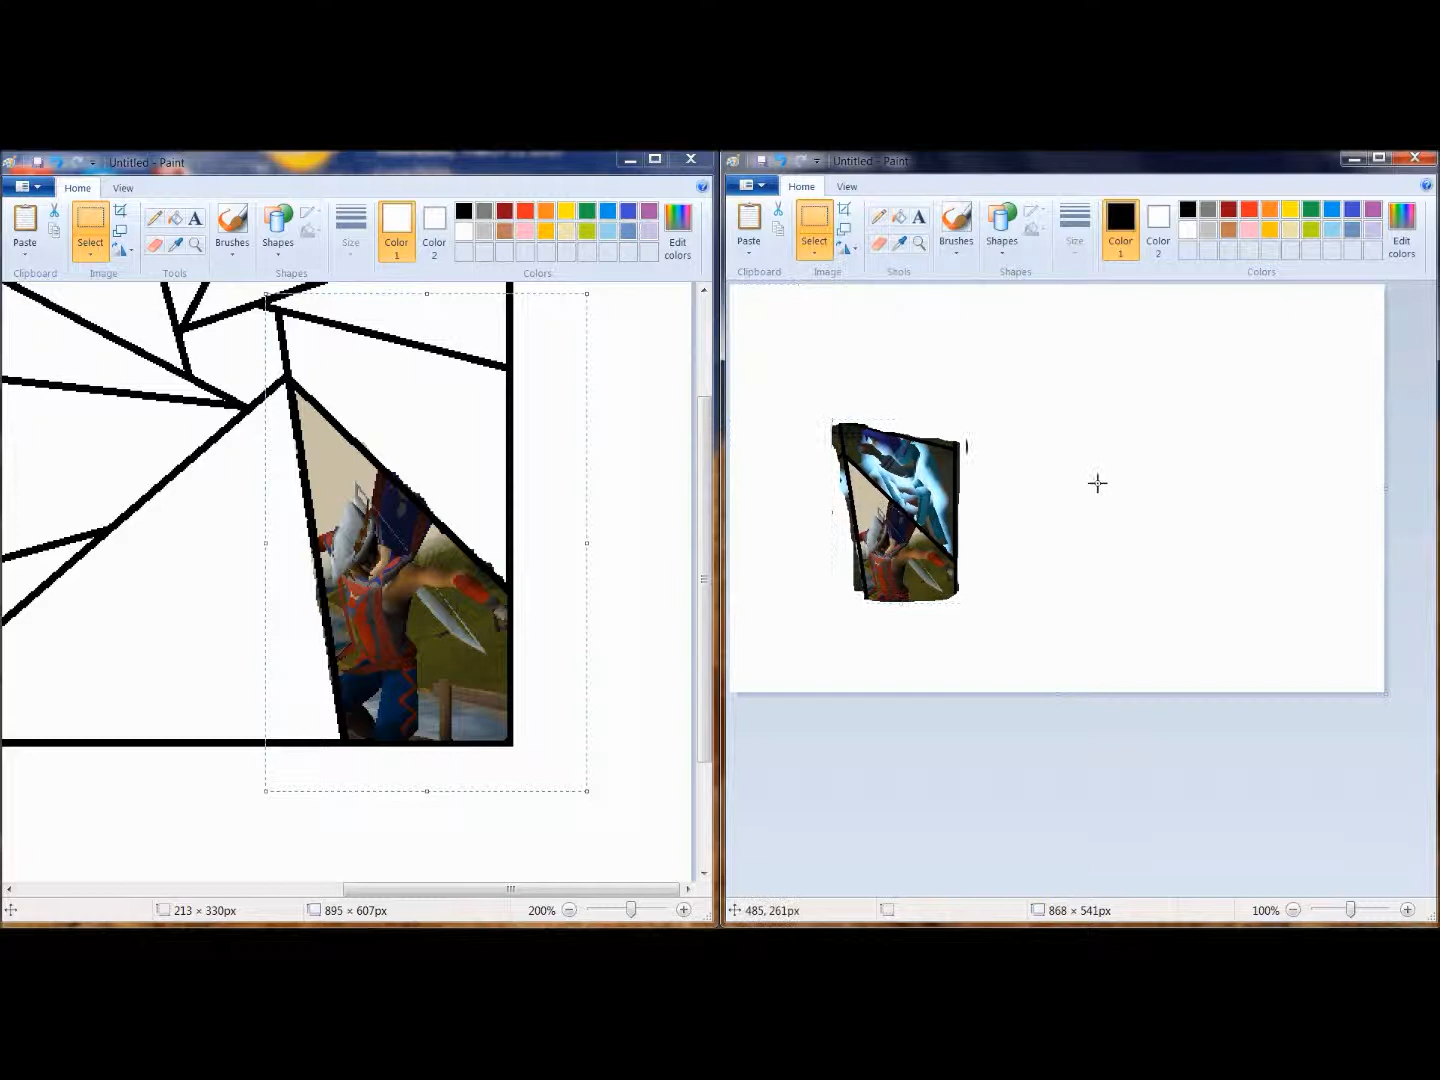 Untitled - Paint
Home View
Paste
Select
A
Brushes
Shapes
Size
Color 1
Color 2
Edit colors
Clipboard
Image
Tools
Shapes
Colors
213 × 330px
895 × 607px
200%
Untitled - Paint
Home View
Paste
Select
A
Brushes
Shapes
Size
Color 1
Color 2
Edit colors
Clipboard
Image
Shapes
Colors
485, 261px
868 × 541px
100%